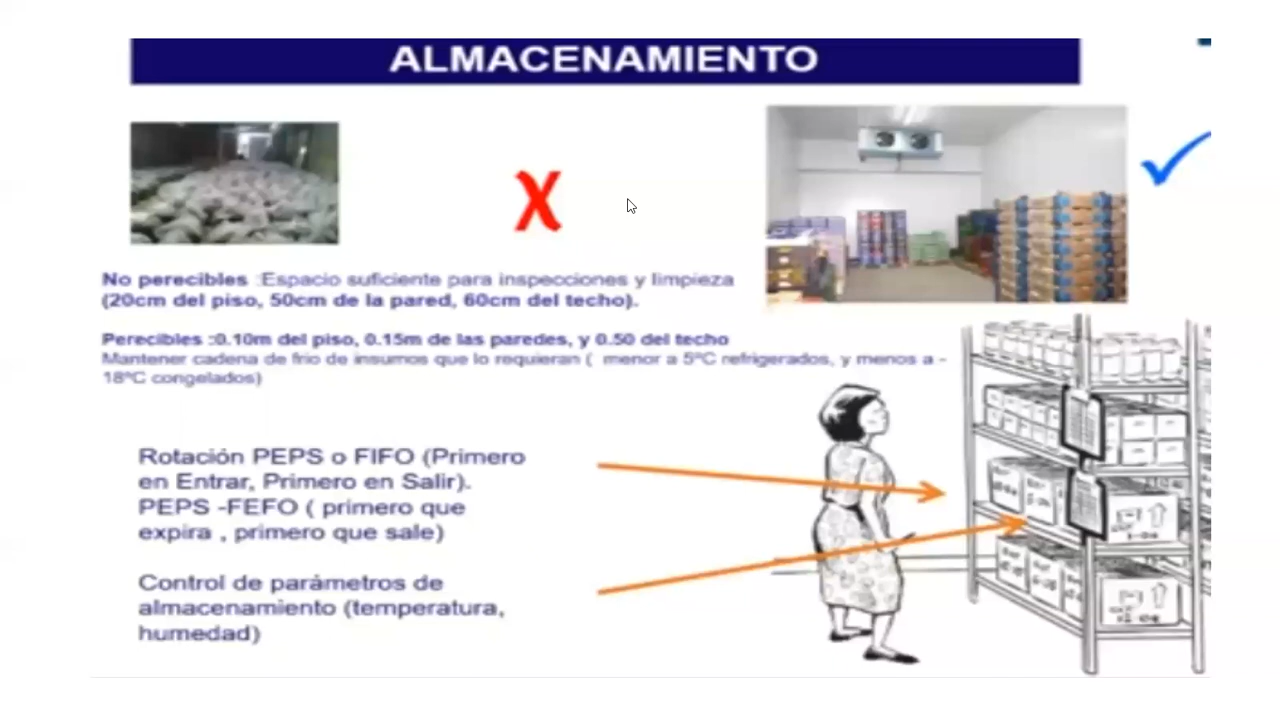 ALMACENAMIENTO
X
No perecibles :Espacio suficiente para inspecciones y limpieza
(20cm del piso, 50cm de la pared, 60cm del techo).
Perecibles :0.10m del piso, 0.15m de las paredes, y 0.50 del techo
Mantener cadena de frio de insumos que lo requieran ( menor a 5ºC refrigerados, y menos a -
18ºC congelados)
Rotación PEPS o FIFO (Primero
en Entrar, Primero en Salir).
PEPS -FEFO ( primero que
expira , primero que sale)
Control de parámetros de
almacenamiento (temperatura,
humedad)